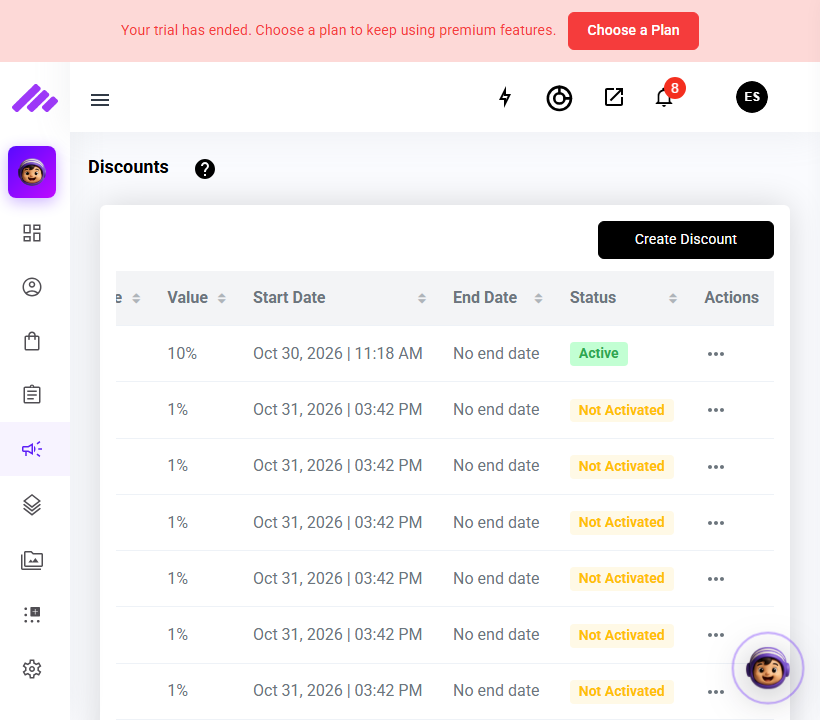 Your trial has ended. Choose a plan to keep using premium features. Choose a Plan
8
ES
Discounts ?
Create Discount
e Value Start Date End Date Status Actions
10% Oct 30, 2026 | 11:18 AM No end date Active
1% Oct 31, 2026 | 03:42 PM No end date Not Activated
1% Oct 31, 2026 | 03:42 PM No end date Not Activated
1% Oct 31, 2026 | 03:42 PM No end date Not Activated
1% Oct 31, 2026 | 03:42 PM No end date Not Activated
1% Oct 31, 2026 | 03:42 PM No end date Not Activated
1% Oct 31, 2026 | 03:42 PM No end date Not Activated